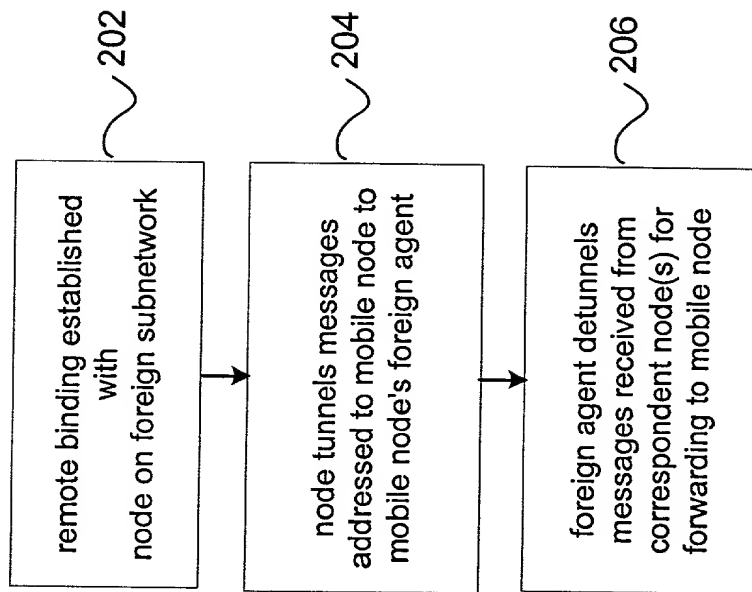 remote binding established
with
node on foreign subnetwork
202
node tunnels messages
addressed to mobile node to
mobile node's foreign agent
204
foreign agent detunnels
messages received from
correspondent node(s) for
forwarding to mobile node
206